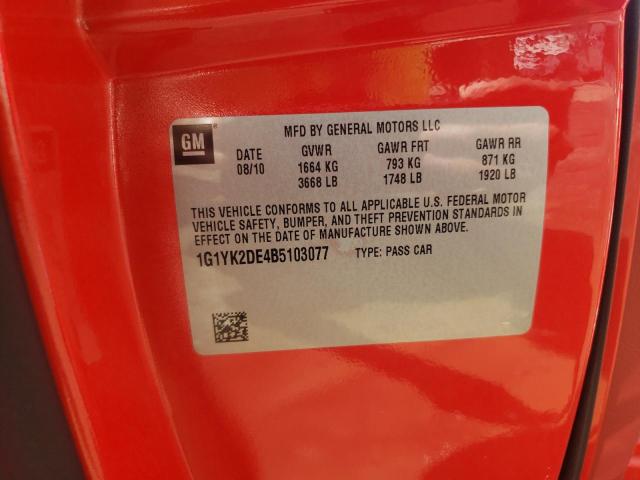 GM
MFD BY GENERAL MOTORS LLC
DATE GVWR GAWR FRT GAWR RR
08/10 1664 KG 793 KG 871 KG
3668 LB 1748 LB 1920 LB
THIS VEHICLE CONFORMS TO ALL APPLICABLE U.S. FEDERAL MOTOR
VEHICLE SAFETY, BUMPER, AND THEFT PREVENTION STANDARDS IN
EFFECT ON THE DATE OF MANUFACTURE SHOWN ABOVE.
1G1YK2DE4B5103077 TYPE: PASS CAR